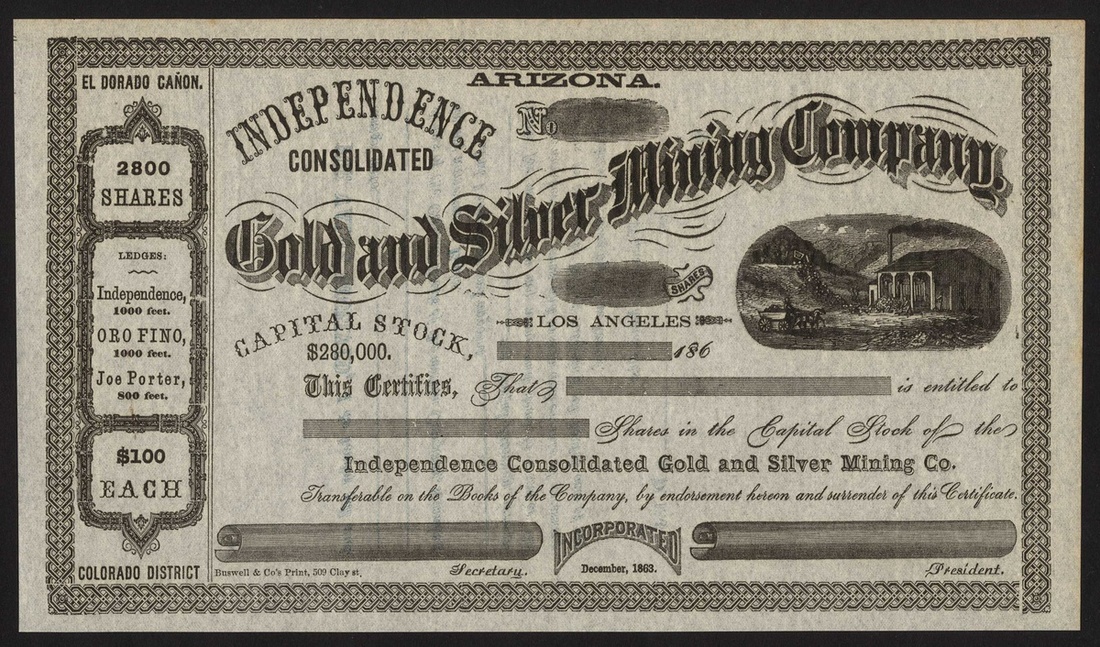 EL DORADO CAÑON.
2800
SHARES
LEDGES:
Independence,
1000 feet.
ORO FINO,
1000 feet.
Joe Porter,
800 feet.
$100
EACH
COLORADO DISTRICT
ARIZONA.
INDEPENDENCE
No
CONSOLIDATED
Gold and Silver Mining Company.
SHARES
LOS ANGELES
CAPITAL STOCK,
$280,000.
186
This Certifies, That is entitled to
Shares in the Capital Stock of the
Independence Consolidated Gold and Silver Mining Co.
Transferable on the Books of the Company, by endorsement hereon and surrender of this Certificate.
INCORPORATED
December, 1863.
Buswell & Co's Print, 509 Clay st.
Secretary.
President.